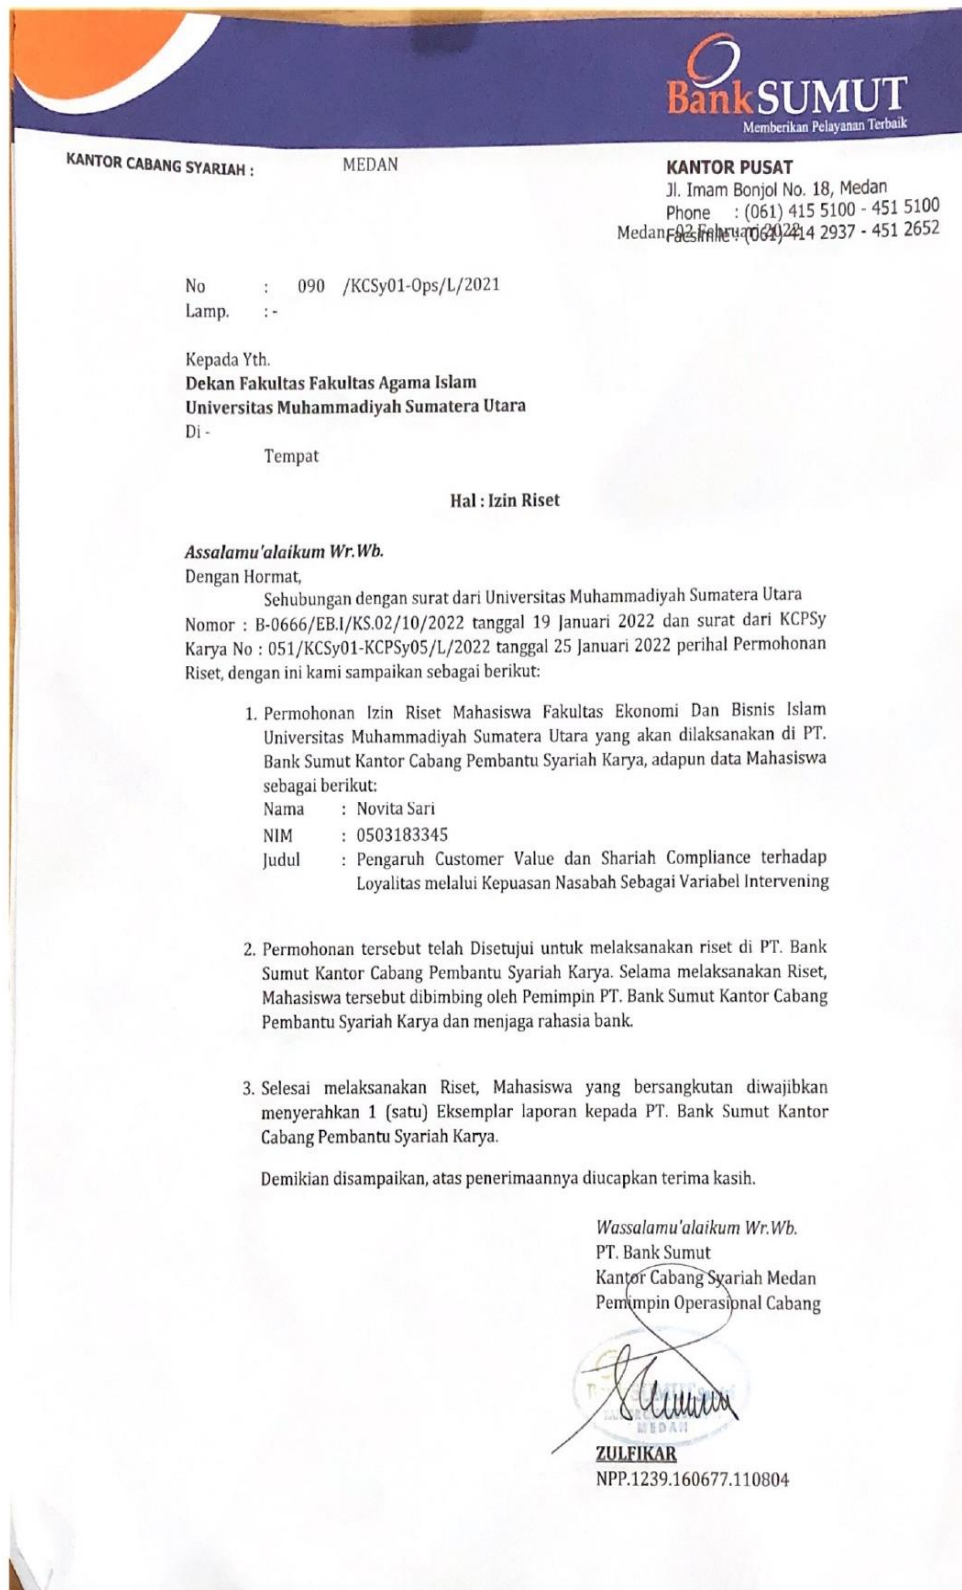 BankSUMUT
Memberikan Pelayanan Terbaik
KANTOR CABANG SYARIAH :
MEDAN
KANTOR PUSAT
Jl. Imam Bonjol No. 18, Medan
Phone : (061) 415 5100 - 451 5100
Facsimile : (061) 414 2937 - 451 2652
Medan, 02 Februari 2022
No : 090 /KCSy01-Ops/L/2021
Lamp. : -
Kepada Yth.
Dekan Fakultas Fakultas Agama Islam
Universitas Muhammadiyah Sumatera Utara
Di -
Tempat
Hal : Izin Riset
Assalamu'alaikum Wr.Wb.
Dengan Hormat,
Sehubungan dengan surat dari Universitas Muhammadiyah Sumatera Utara
Nomor : B-0666/EB.I/KS.02/10/2022 tanggal 19 Januari 2022 dan surat dari KCPSy
Karya No : 051/KCSy01-KCPSy05/L/2022 tanggal 25 Januari 2022 perihal Permohonan
Riset, dengan ini kami sampaikan sebagai berikut:
1. Permohonan Izin Riset Mahasiswa Fakultas Ekonomi Dan Bisnis Islam
Universitas Muhammadiyah Sumatera Utara yang akan dilaksanakan di PT.
Bank Sumut Kantor Cabang Pembantu Syariah Karya, adapun data Mahasiswa
sebagai berikut:
Nama : Novita Sari
NIM : 0503183345
Judul : Pengaruh Customer Value dan Shariah Compliance terhadap
Loyalitas melalui Kepuasan Nasabah Sebagai Variabel Intervening
2. Permohonan tersebut telah Disetujui untuk melaksanakan riset di PT. Bank
Sumut Kantor Cabang Pembantu Syariah Karya. Selama melaksanakan Riset,
Mahasiswa tersebut dibimbing oleh Pemimpin PT. Bank Sumut Kantor Cabang
Pembantu Syariah Karya dan menjaga rahasia bank.
3. Selesai melaksanakan Riset, Mahasiswa yang bersangkutan diwajibkan
menyerahkan 1 (satu) Eksemplar laporan kepada PT. Bank Sumut Kantor
Cabang Pembantu Syariah Karya.
Demikian disampaikan, atas penerimaannya diucapkan terima kasih.
Wassalamu'alaikum Wr.Wb.
PT. Bank Sumut
Kantor Cabang Syariah Medan
Pemimpin Operasional Cabang
MEDAN
ZULFIKAR
NPP.1239.160677.110804